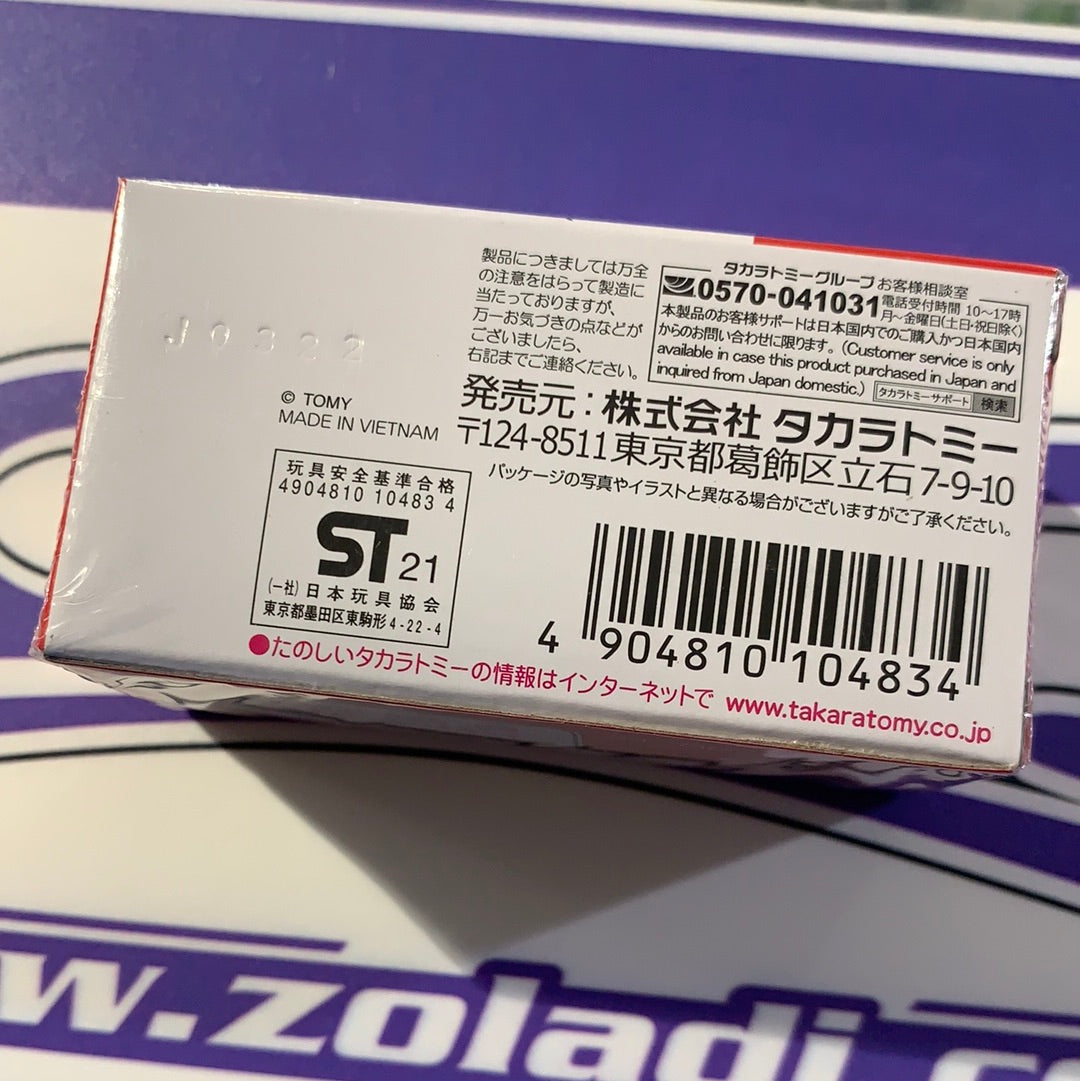 J0322
© TOMY
MADE IN VIETNAM
製品につきましては万全
の注意をはらって製造に
当たっておりますが、
万一お気づきの点などが
ございましたら、
右記までご連絡ください。
タカラトミーグループ お客様相談室
0570-041031 電話受付時間 10~17時
月~金曜日(土日・祝日除く)
本製品のお客様サポートは日本国内でのご購入かつ日本国内
からのお問い合わせに限ります。(Customer service is only
available in case this product purchased in Japan and
inquired from Japan domestic.) タカラトミーサポート 検索
発売元:株式会社 タカラトミー
〒124-8511東京都葛飾区立石7-9-10
パッケージの写真やイラストと異なる場合がございますがご了承ください。
玩具安全基準合格
4904810 10483 4
ST 21
(一社)日本玩具協会
東京都墨田区東駒形4-22-4
4 904810 104834
●たのしいタカラトミーの情報はインターネットで www.takaratomy.co.jp
w.zoladi.co